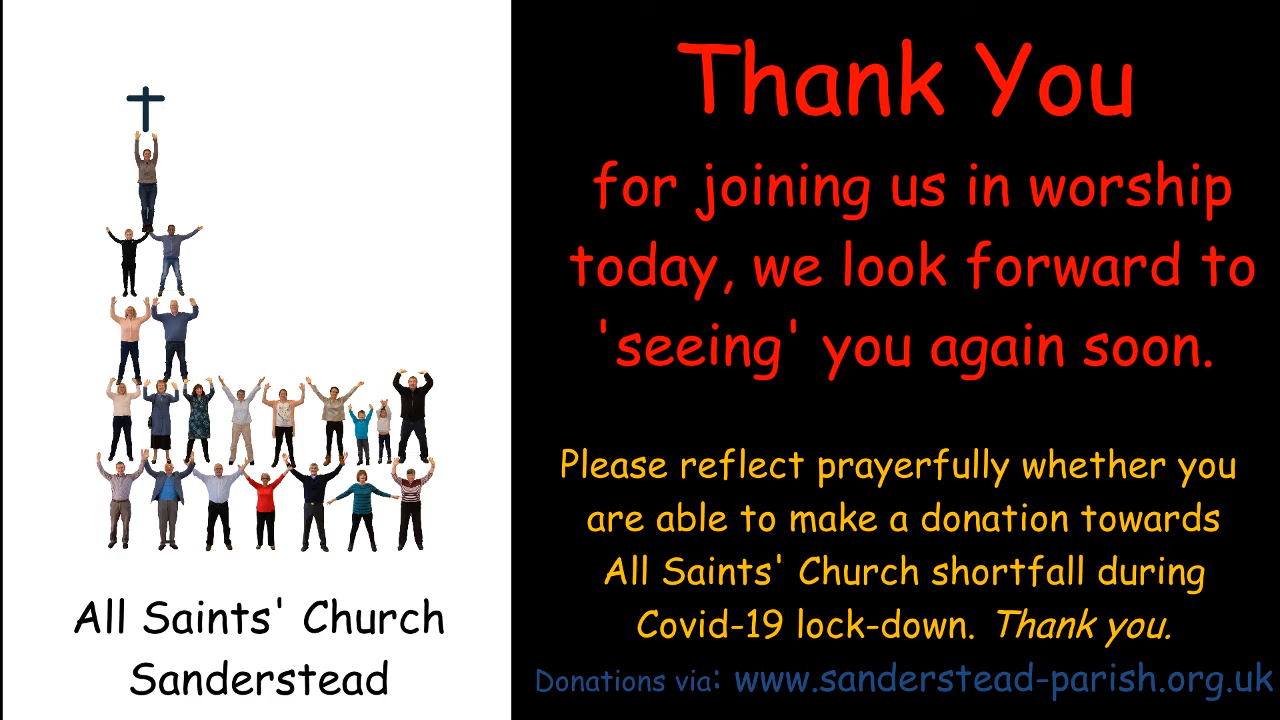 All Saints' Church
Sanderstead
Thank You
for joining us in worship
today, we look forward to
'seeing' you again soon.
Please reflect prayerfully whether you
are able to make a donation towards
All Saints' Church shortfall during
Covid-19 lock-down. Thank you.
Donations via: www.sanderstead-parish.org.uk